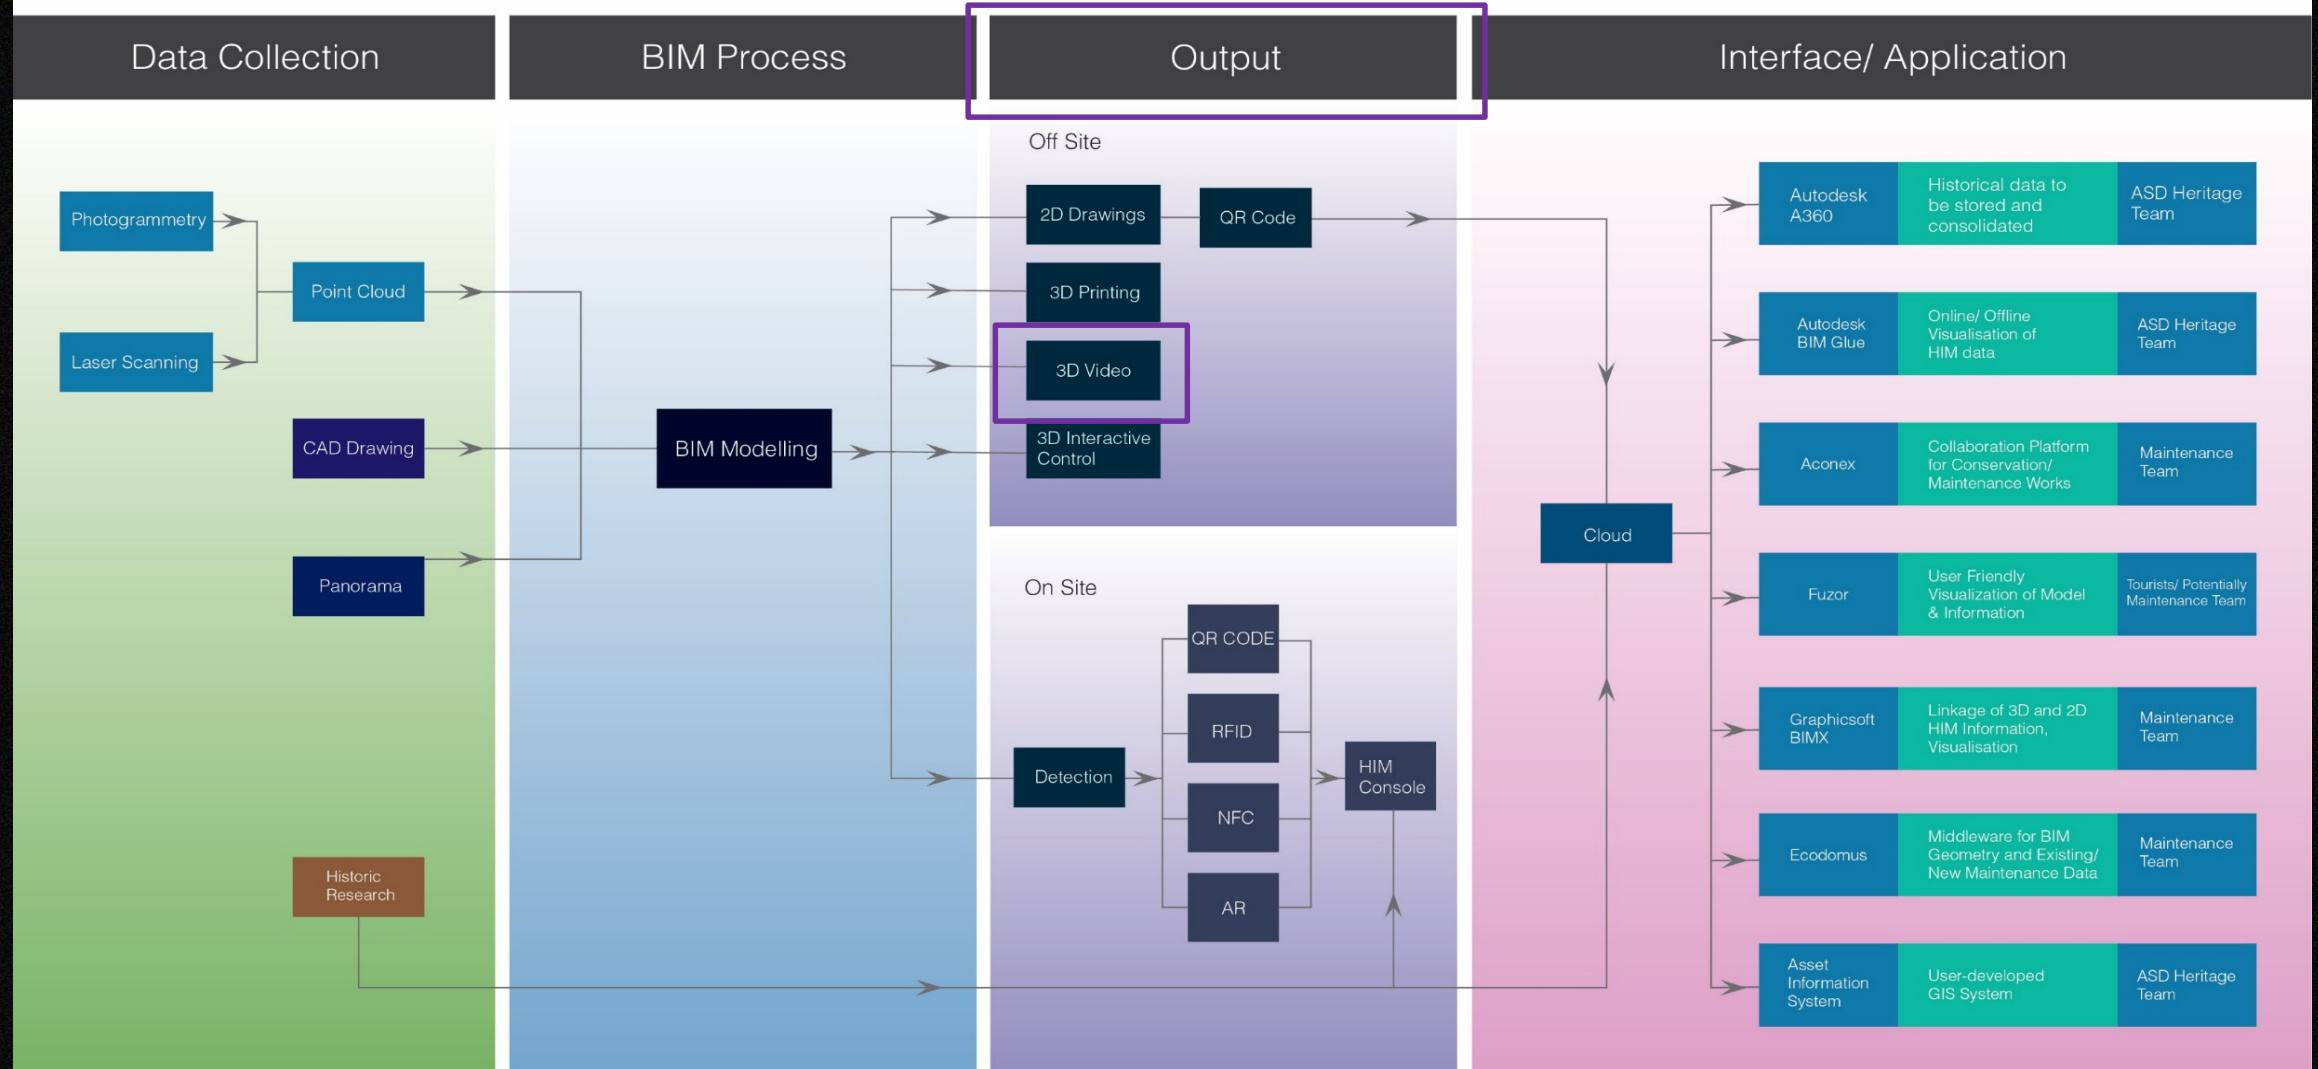 Data Collection
BIM Process
Output
Interface/ Application
Photogrammetry
Laser Scanning
Point Cloud
CAD Drawing
Panorama
Historic
Research
BIM Modelling
Off Site
2D Drawings
QR Code
3D Printing
3D Video
3D Interactive
Control
On Site
Detection
QR CODE
RFID
NFC
AR
HIM
Console
Cloud
Autodesk
A360
Historical data to
be stored and
consolidated
ASD Heritage
Team
Autodesk
BIM Glue
Online/ Offline
Visualisation of
HIM data
ASD Heritage
Team
Aconex
Collaboration Platform
for Conservation/
Maintenance Works
Maintenance
Team
Fuzor
User Friendly
Visualization of Model
& Information
Tourists/ Potentially
Maintenance Team
Graphicsoft
BIMX
Linkage of 3D and 2D
HIM Information,
Visualisation
Maintenance
Team
Ecodomus
Middleware for BIM
Geometry and Existing/
New Maintenance Data
Maintenance
Team
Asset
Information
System
User-developed
GIS System
ASD Heritage
Team